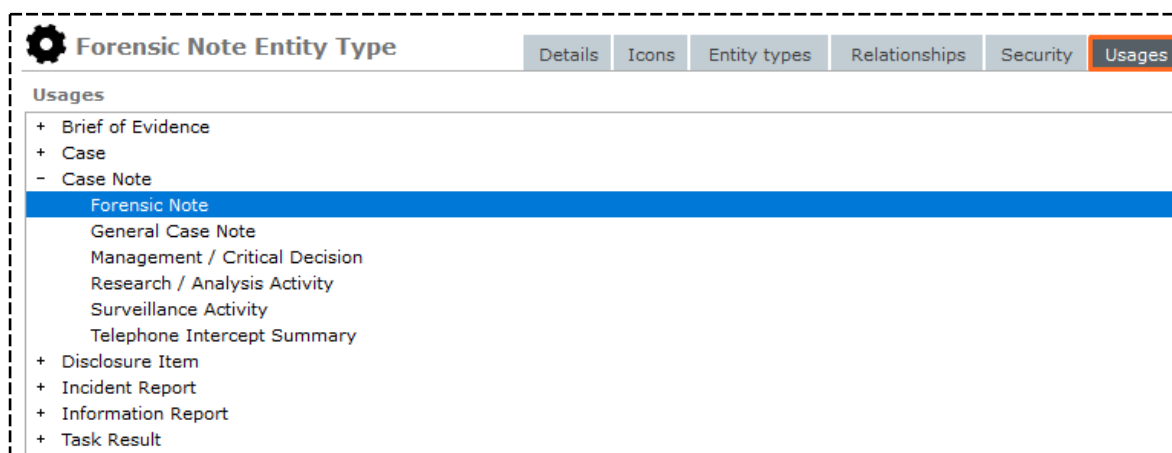 Forensic Note Entity Type Details Icons Entity types Relationships Security Usages
Usages
+ Brief of Evidence
+ Case
- Case Note
Forensic Note
General Case Note
Management / Critical Decision
Research / Analysis Activity
Surveillance Activity
Telephone Intercept Summary
+ Disclosure Item
+ Incident Report
+ Information Report
+ Task Result